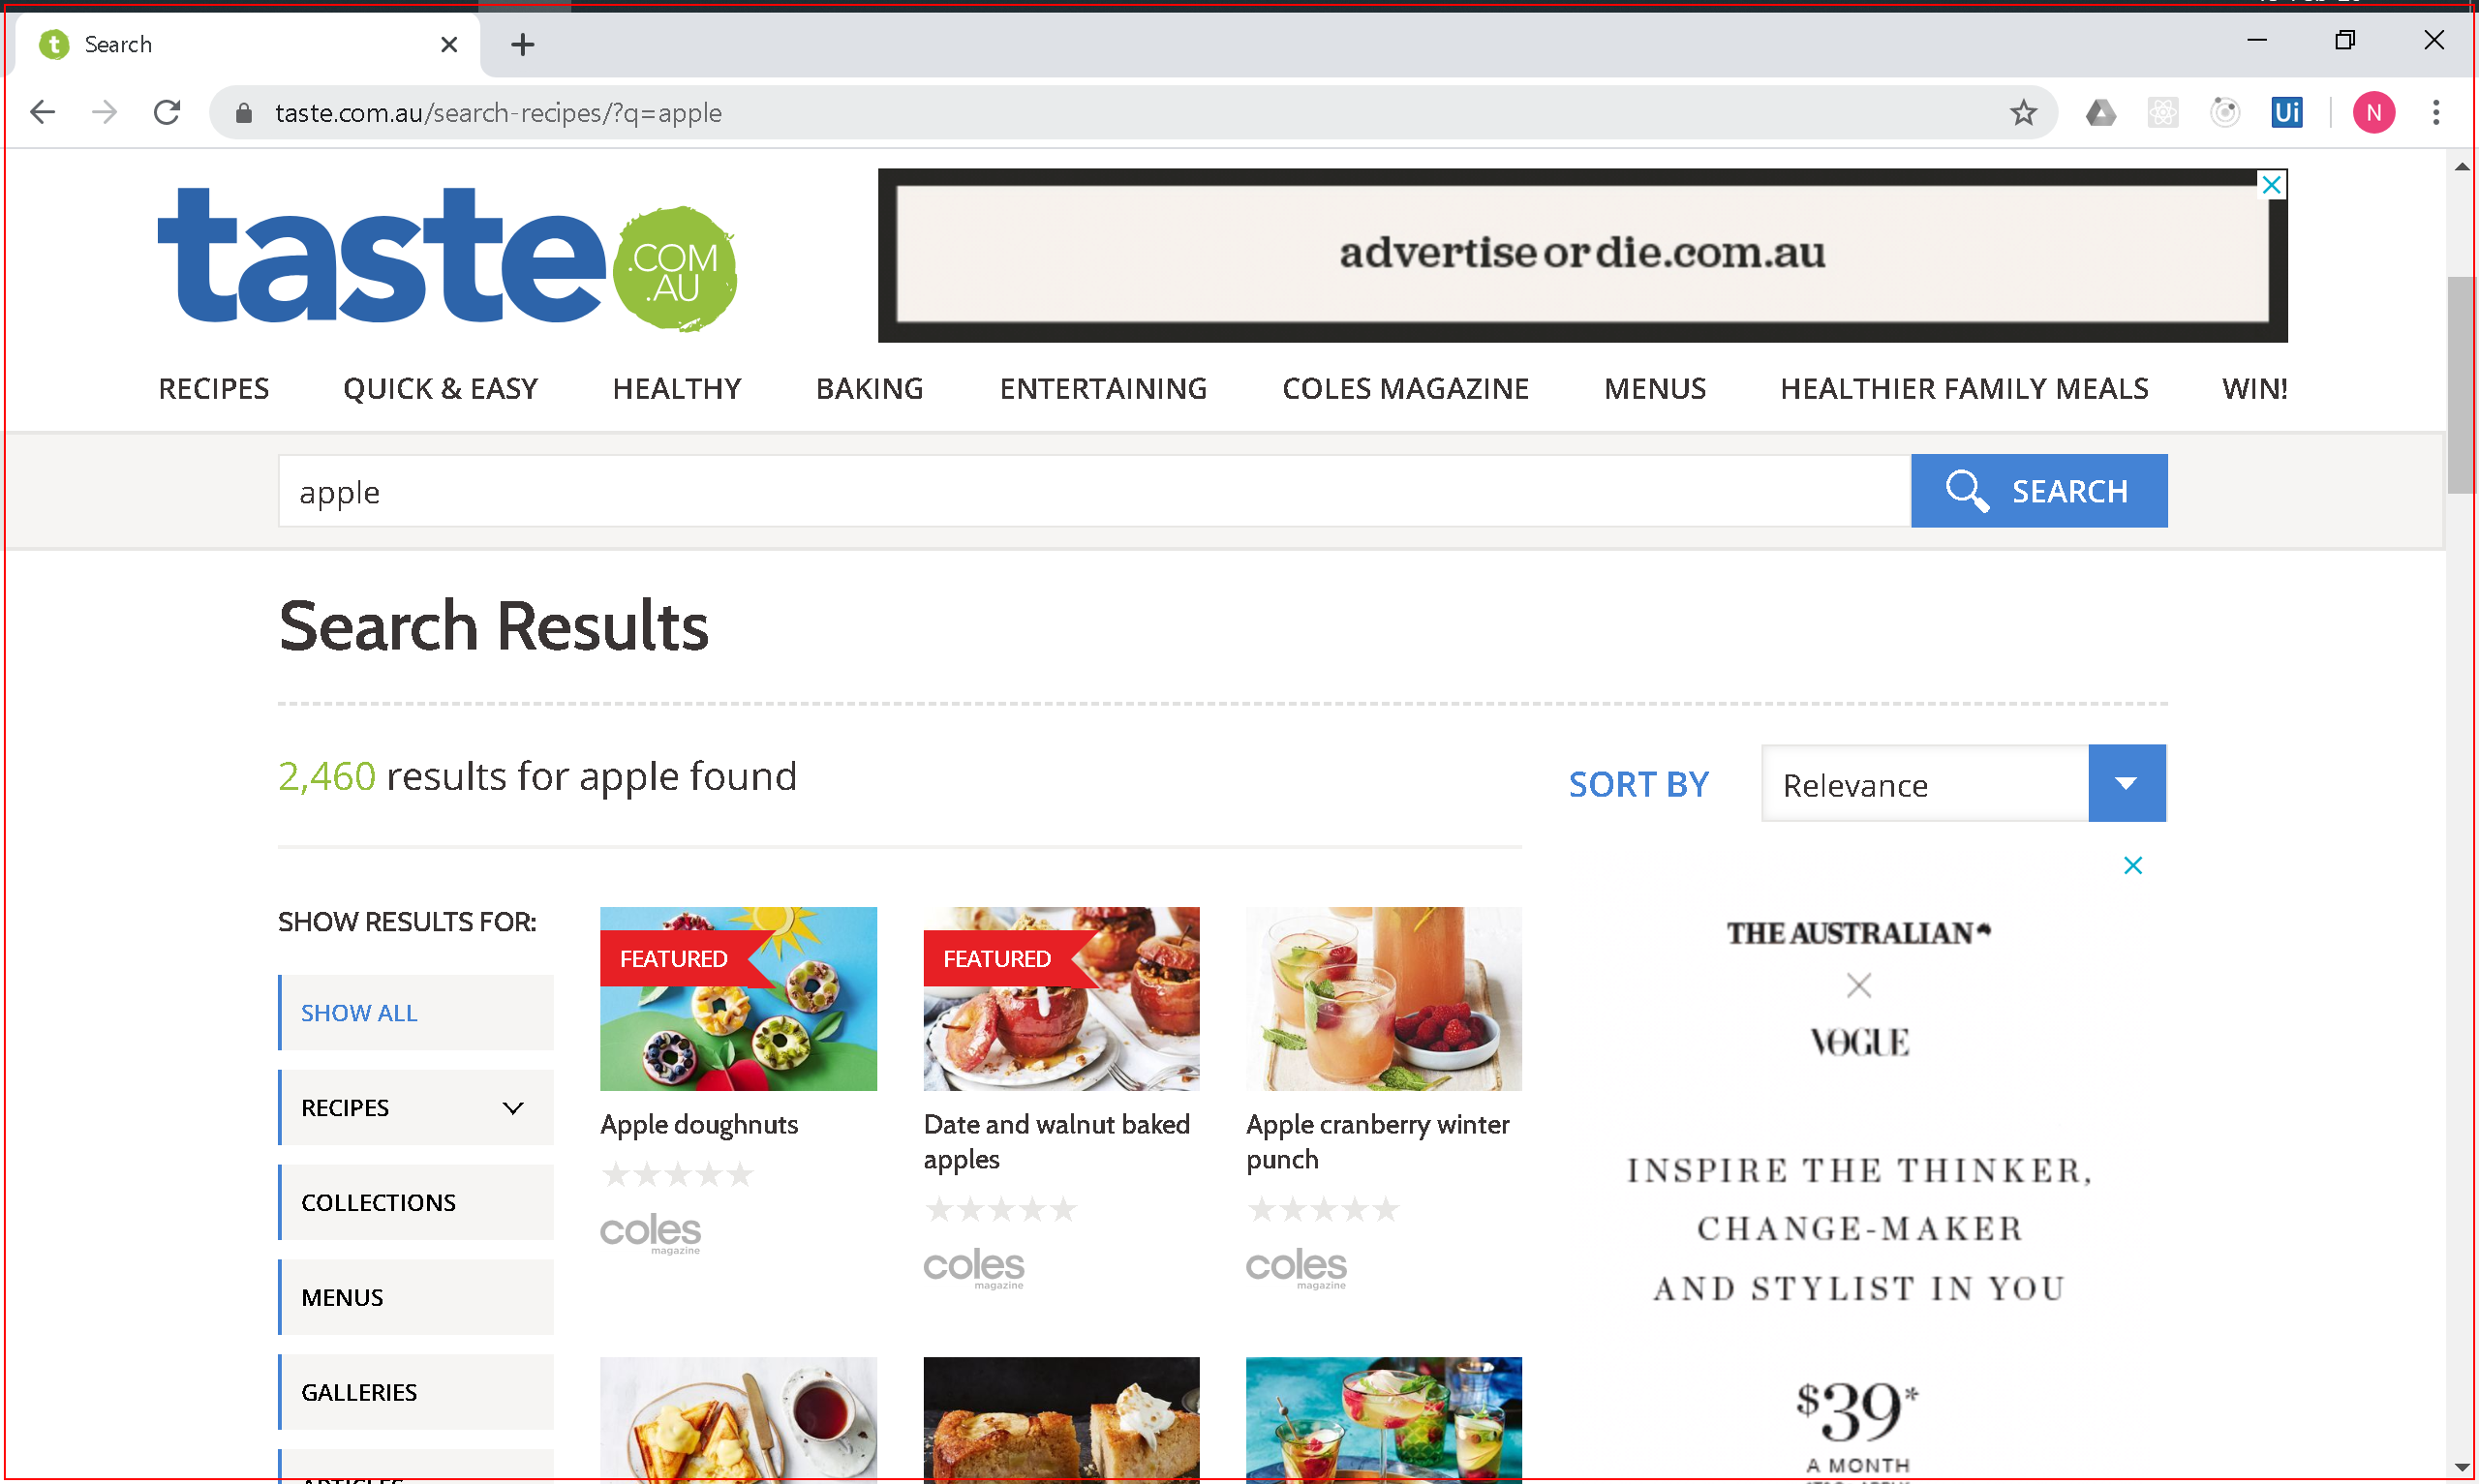 Search
taste.com.au/search-recipes/?q=apple
Ui
N
taste .COM .AU
advertiseordie.com.au
RECIPES QUICK & EASY HEALTHY BAKING ENTERTAINING COLES MAGAZINE MENUS HEALTHIER FAMILY MEALS WIN!
apple
SEARCH
Search Results
2,460 results for apple found
SORT BY Relevance
SHOW RESULTS FOR:
SHOW ALL
RECIPES
COLLECTIONS
MENUS
GALLERIES
ARTICLES
FEATURED
Apple doughnuts
coles
magazine
FEATURED
Date and walnut baked
apples
coles
magazine
Apple cranberry winter
punch
coles
magazine
THE AUSTRALIAN
VOGUE
INSPIRE THE THINKER,
CHANGE-MAKER
AND STYLIST IN YOU
$39*
A MONTH